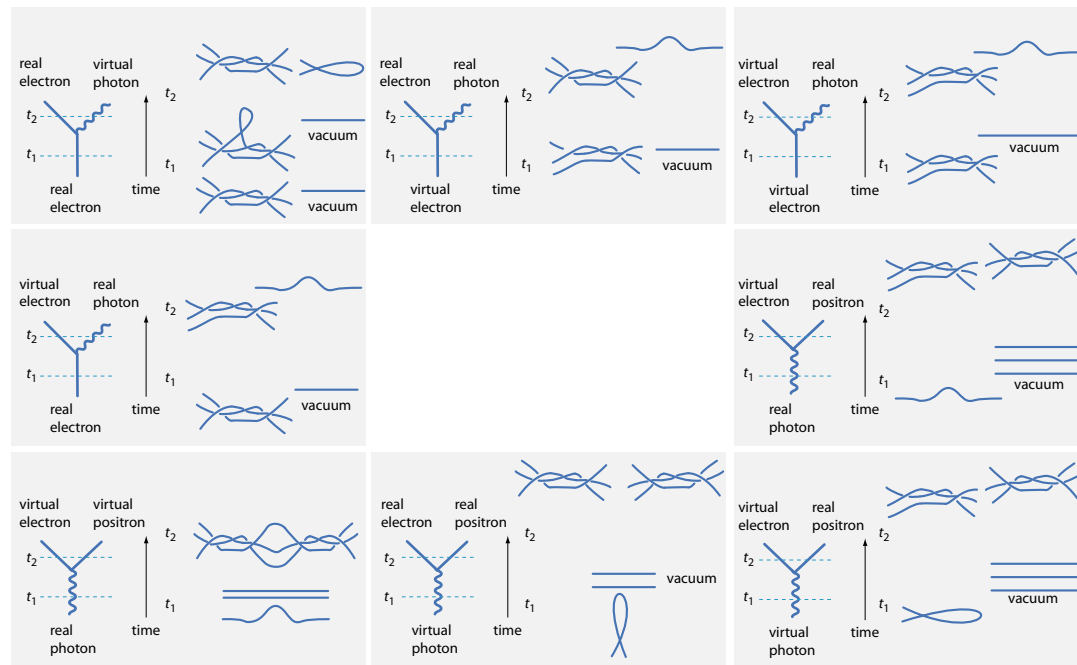 real
electron
virtual
photon
t2
t1
real
electron
time
t2
t1
vacuum
vacuum
real
electron
real
photon
t2
t1
virtual
electron
time
t2
t1
vacuum
virtual
electron
real
photon
t2
t1
virtual
electron
time
t2
t1
vacuum
virtual
electron
real
photon
t2
t1
real
electron
time
t2
t1
vacuum
virtual
electron
real
positron
t2
t1
real
photon
time
t2
t1
vacuum
virtual
electron
virtual
positron
t2
t1
real
photon
time
t2
t1
real
electron
real
positron
t2
t1
virtual
photon
time
t2
t1
vacuum
virtual
electron
real
positron
t2
t1
virtual
photon
time
t2
t1
vacuum